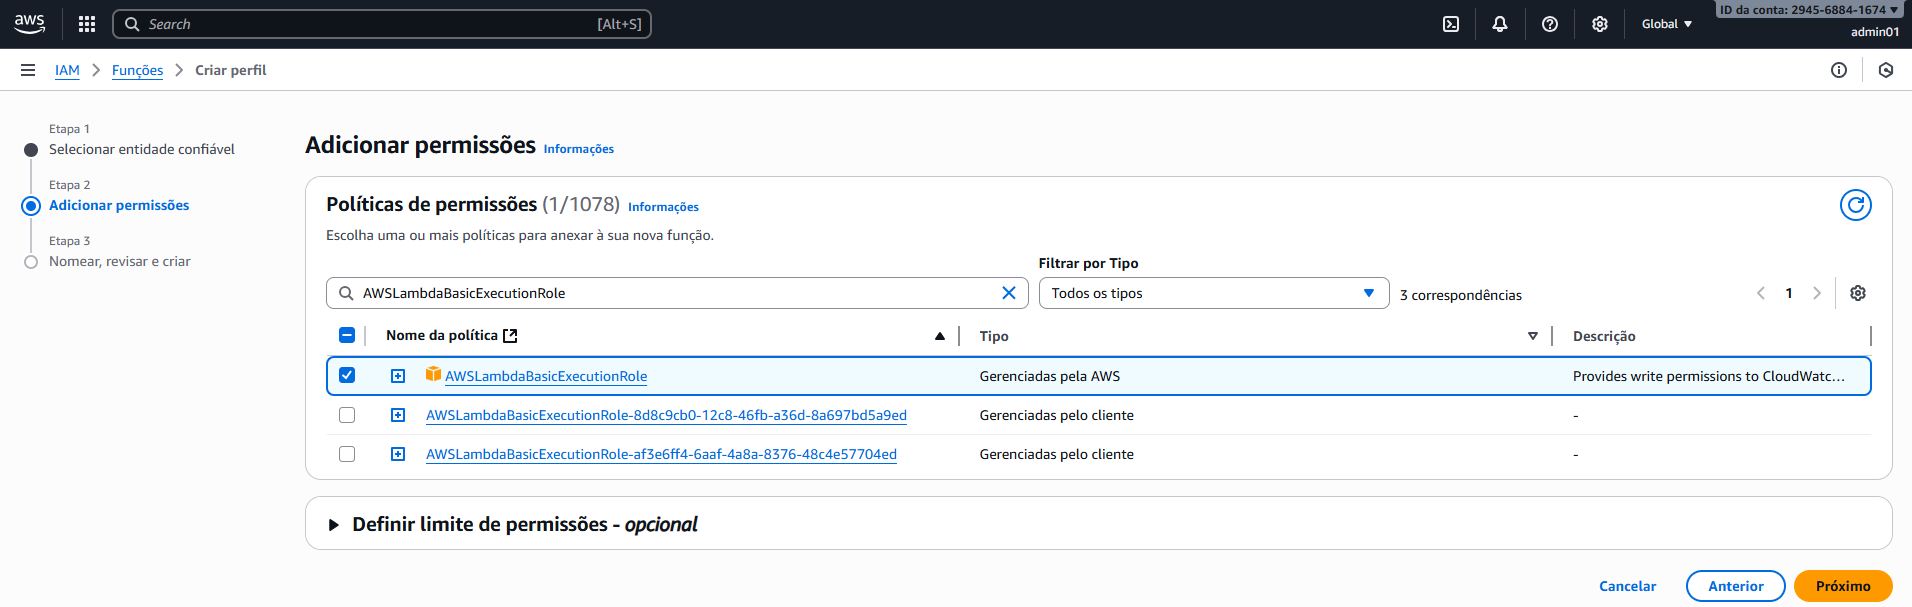 aws
Search
[Alt+S]
Global
ID da conta: 2945-6884-1674
admin01
IAM
Funções
Criar perfil
Etapa 1
Selecionar entidade confiável
Etapa 2
Adicionar permissões
Etapa 3
Nomear, revisar e criar
Adicionar permissões Informações
Políticas de permissões (1/1078) Informações
Escolha uma ou mais políticas para anexar à sua nova função.
Filtrar por Tipo
AWSLambdaBasicExecutionRole
Todos os tipos
3 correspondências
1
Nome da política
Tipo
Descrição
AWSLambdaBasicExecutionRole
Gerenciadas pela AWS
Provides write permissions to CloudWatc...
AWSLambdaBasicExecutionRole-8d8c9cb0-12c8-46fb-a36d-8a697bd5a9ed
Gerenciadas pelo cliente
-
AWSLambdaBasicExecutionRole-af3e6ff4-6aaf-4a8a-8376-48c4e57704ed
Gerenciadas pelo cliente
-
Definir limite de permissões - opcional
Cancelar
Anterior
Próximo